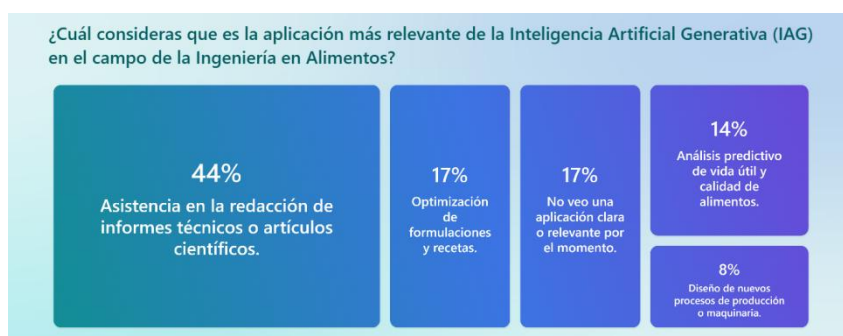 ¿Cuál consideras que es la aplicación más relevante de la Inteligencia Artificial Generativa (IAG)
en el campo de la Ingeniería en Alimentos?
44%
Asistencia en la redacción de
informes técnicos o artículos
científicos.
17%
Optimización
de
formulaciones
y recetas.
17%
No veo una
aplicación clara
o relevante por
el momento.
14%
Análisis predictivo
de vida útil y
calidad de
alimentos.
8%
Diseño de nuevos
procesos de producción
o maquinaria.